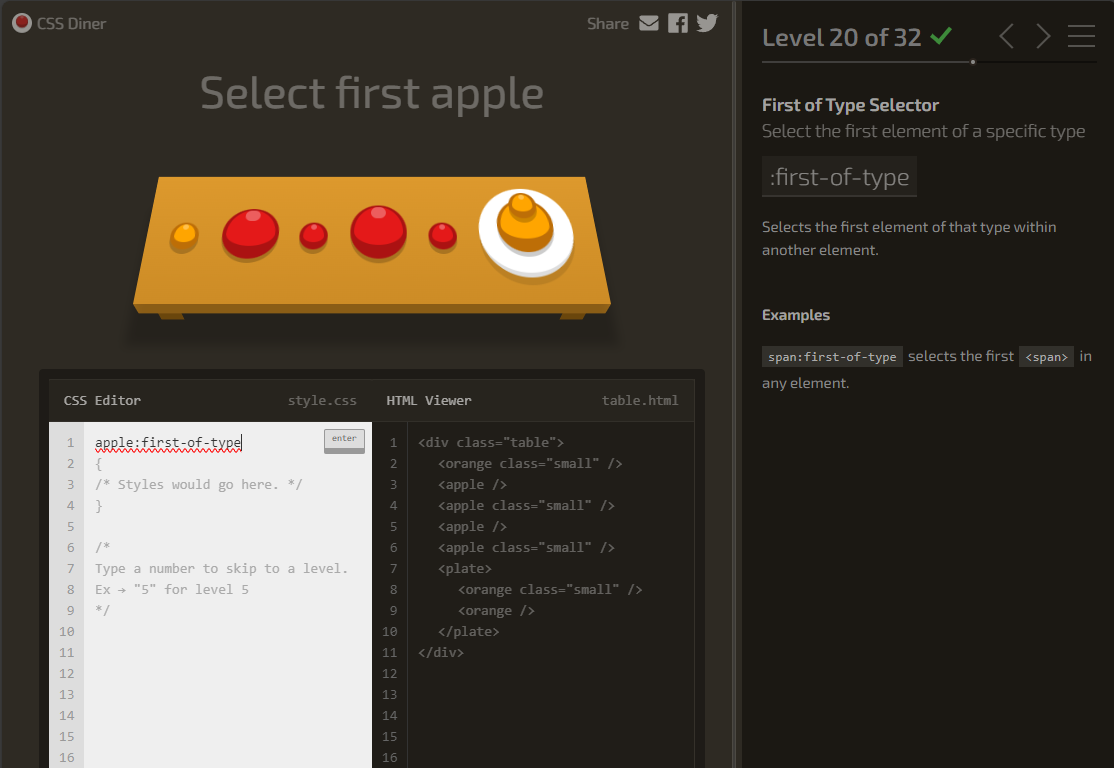 CSS Diner
Share
Select first apple
CSS Editor
style.css
1 apple:first-of-type
enter
2 {
3 /* Styles would go here. */
4 }
5
6 /*
7 Type a number to skip to a level.
8 Ex → "5" for level 5
9 */
10
11
12
13
14
15
16
HTML Viewer
table.html
1 <div class="table">
2 <orange class="small" />
3 <apple />
4 <apple class="small" />
5 <apple />
6 <apple class="small" />
7 <plate>
8 <orange class="small" />
9 <orange />
10 </plate>
11 </div>
12
13
14
15
16
Level 20 of 32
First of Type Selector
Select the first element of a specific type
:first-of-type
Selects the first element of that type within
another element.
Examples
span:first-of-type selects the first <span> in
any element.